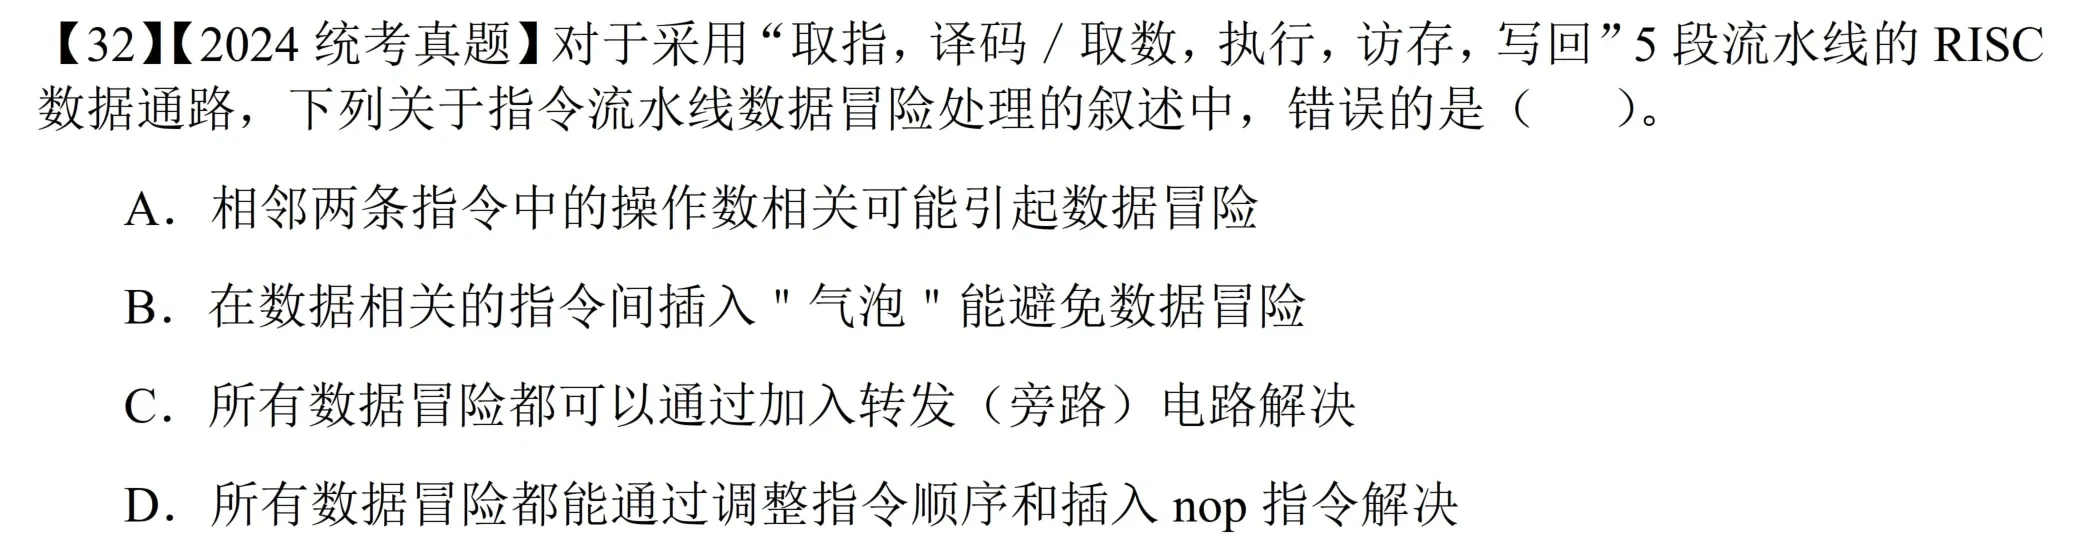 【32】【2024 统考真题】对于采用“取指，译码 / 取数，执行，访存，写回”5 段流水线的 RISC
数据通路，下列关于指令流水线数据冒险处理的叙述中，错误的是（　　）。
A．相邻两条指令中的操作数相关可能引起数据冒险
B．在数据相关的指令间插入 " 气泡 " 能避免数据冒险
C．所有数据冒险都可以通过加入转发（旁路）电路解决
D．所有数据冒险都能通过调整指令顺序和插入 nop 指令解决